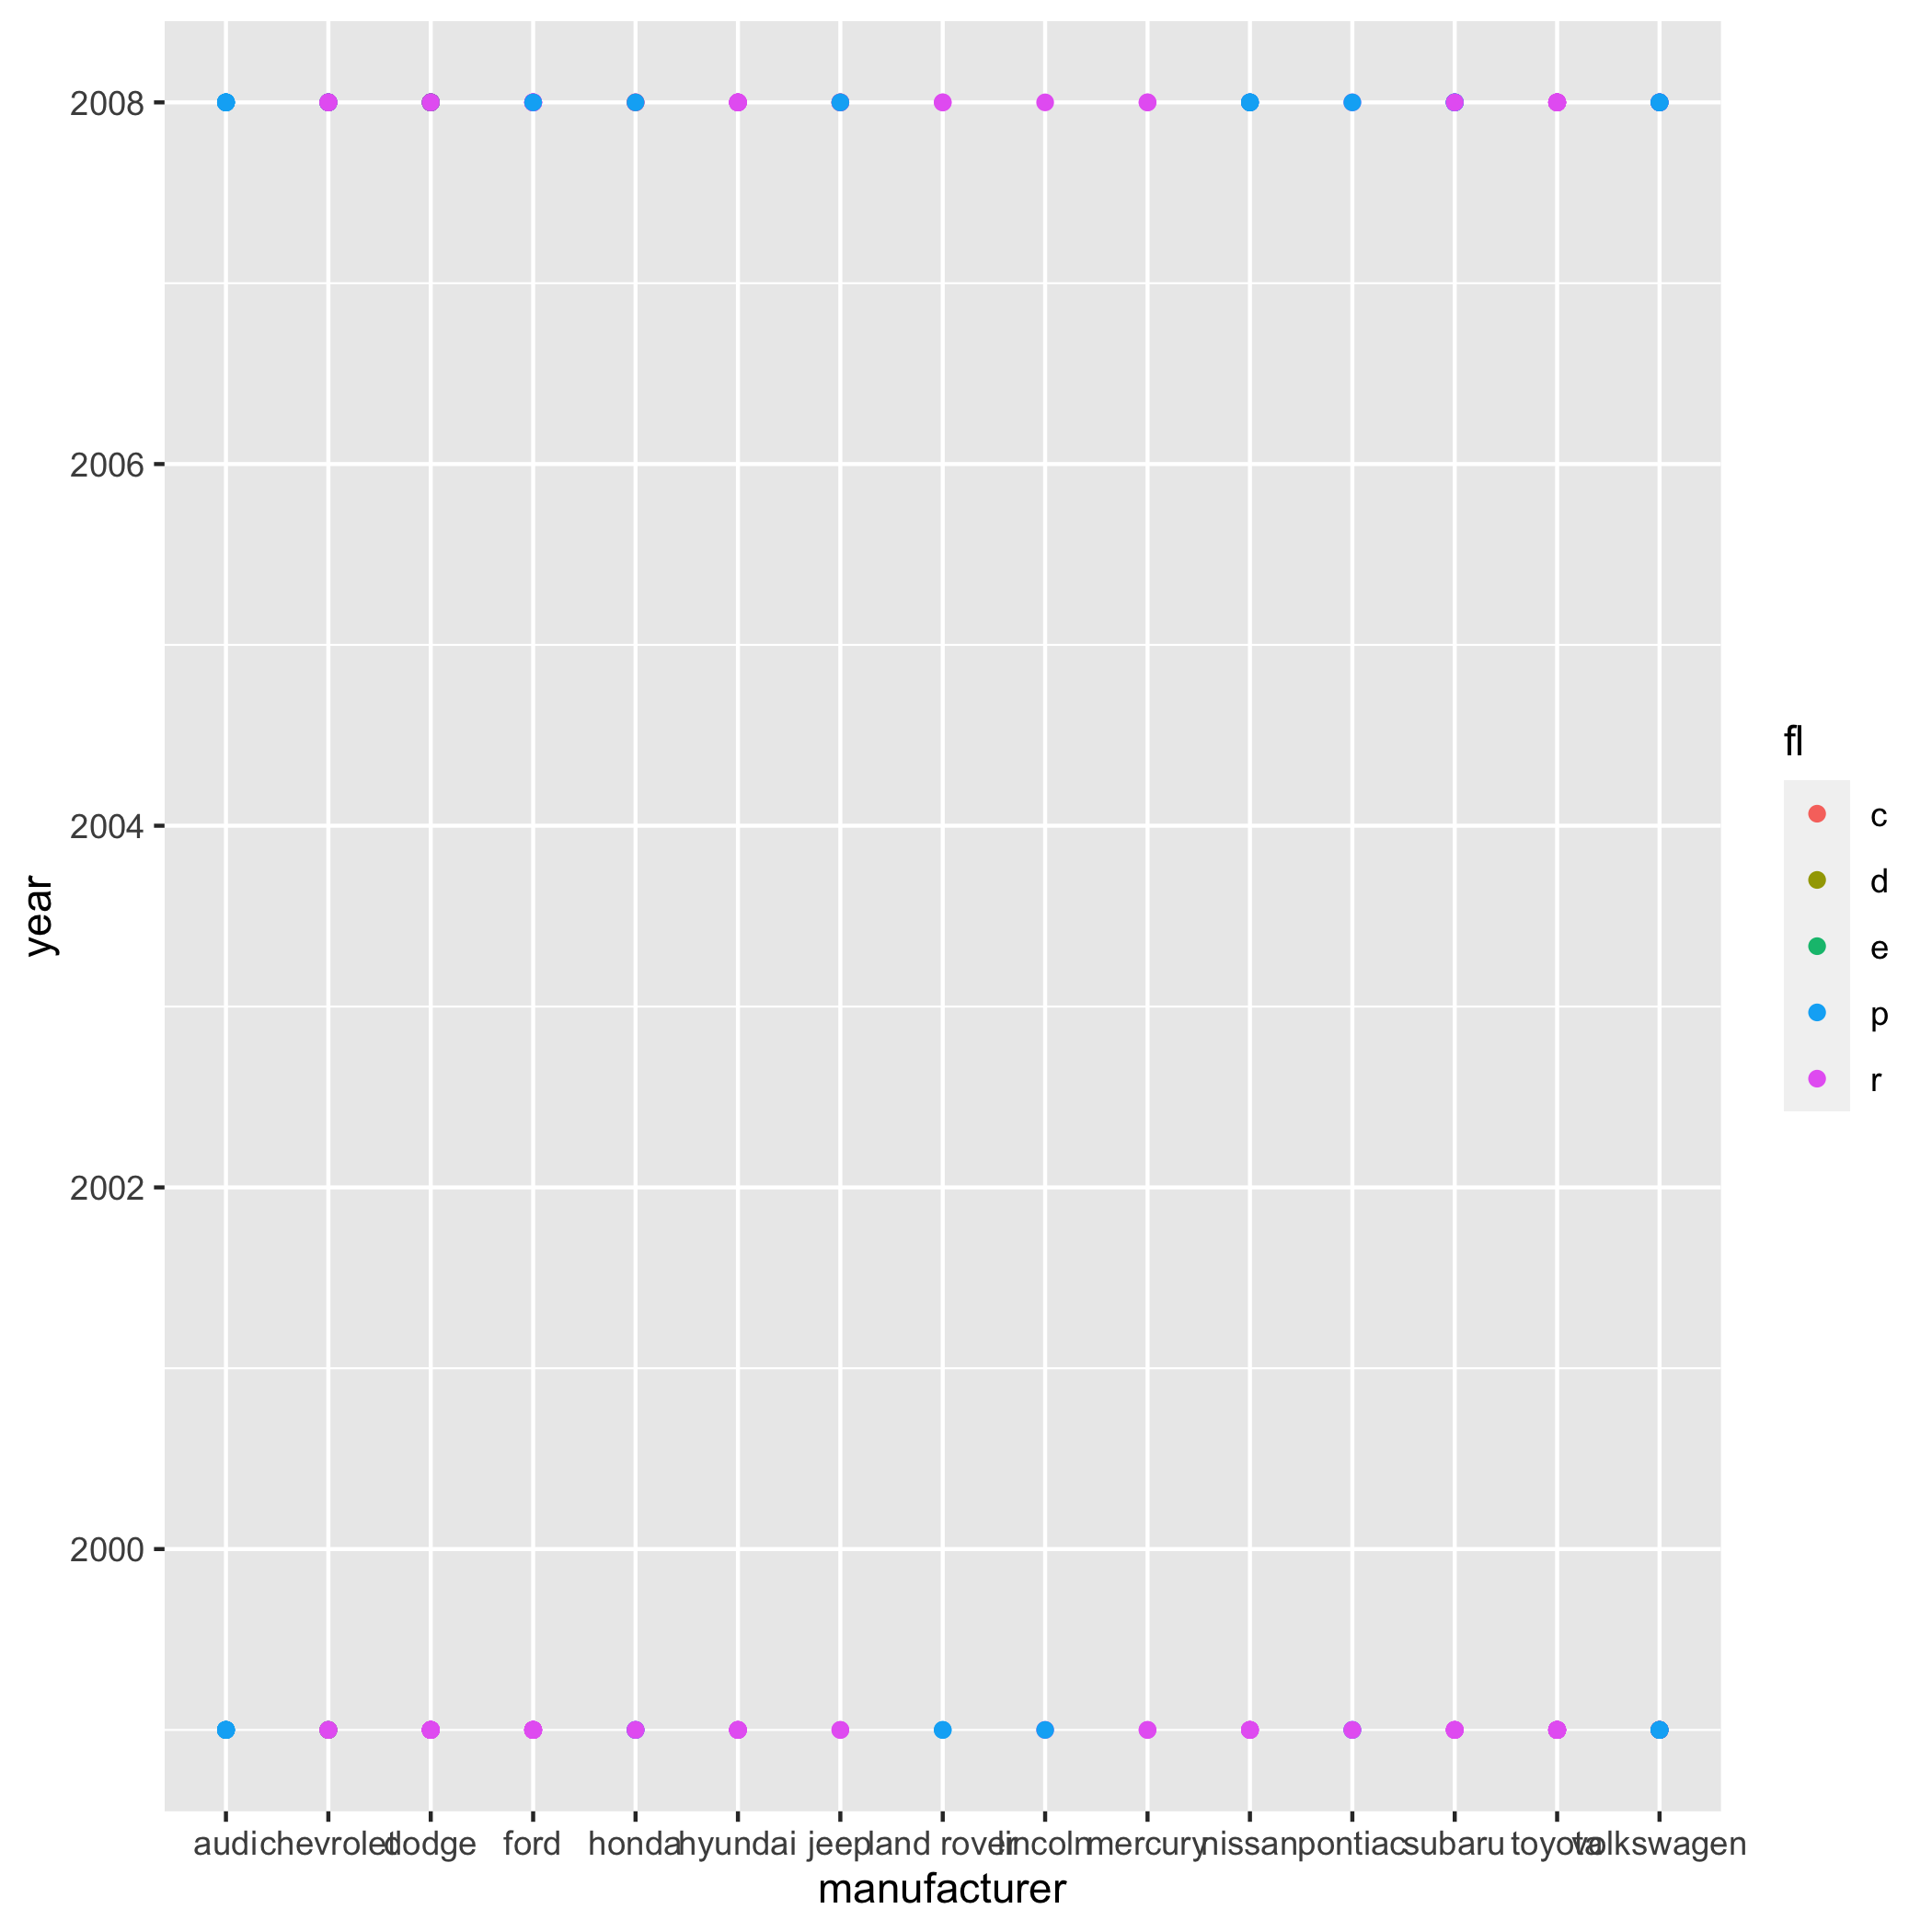 2008
2006
2004
2002
2000
year
audi chevrolet dodge ford honda hyundai jeep land rover lincoln mercury nissan pontiac subaru toyota volkswagen
manufacturer
fl
c
d
e
p
r